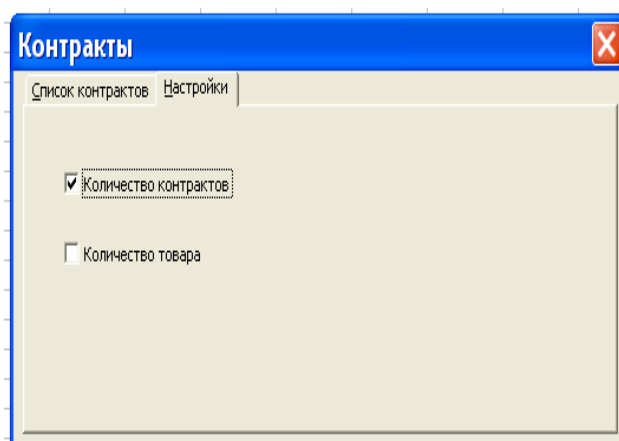 Контракты
Список контрактов Настройки
Количество контрактов
Количество товара